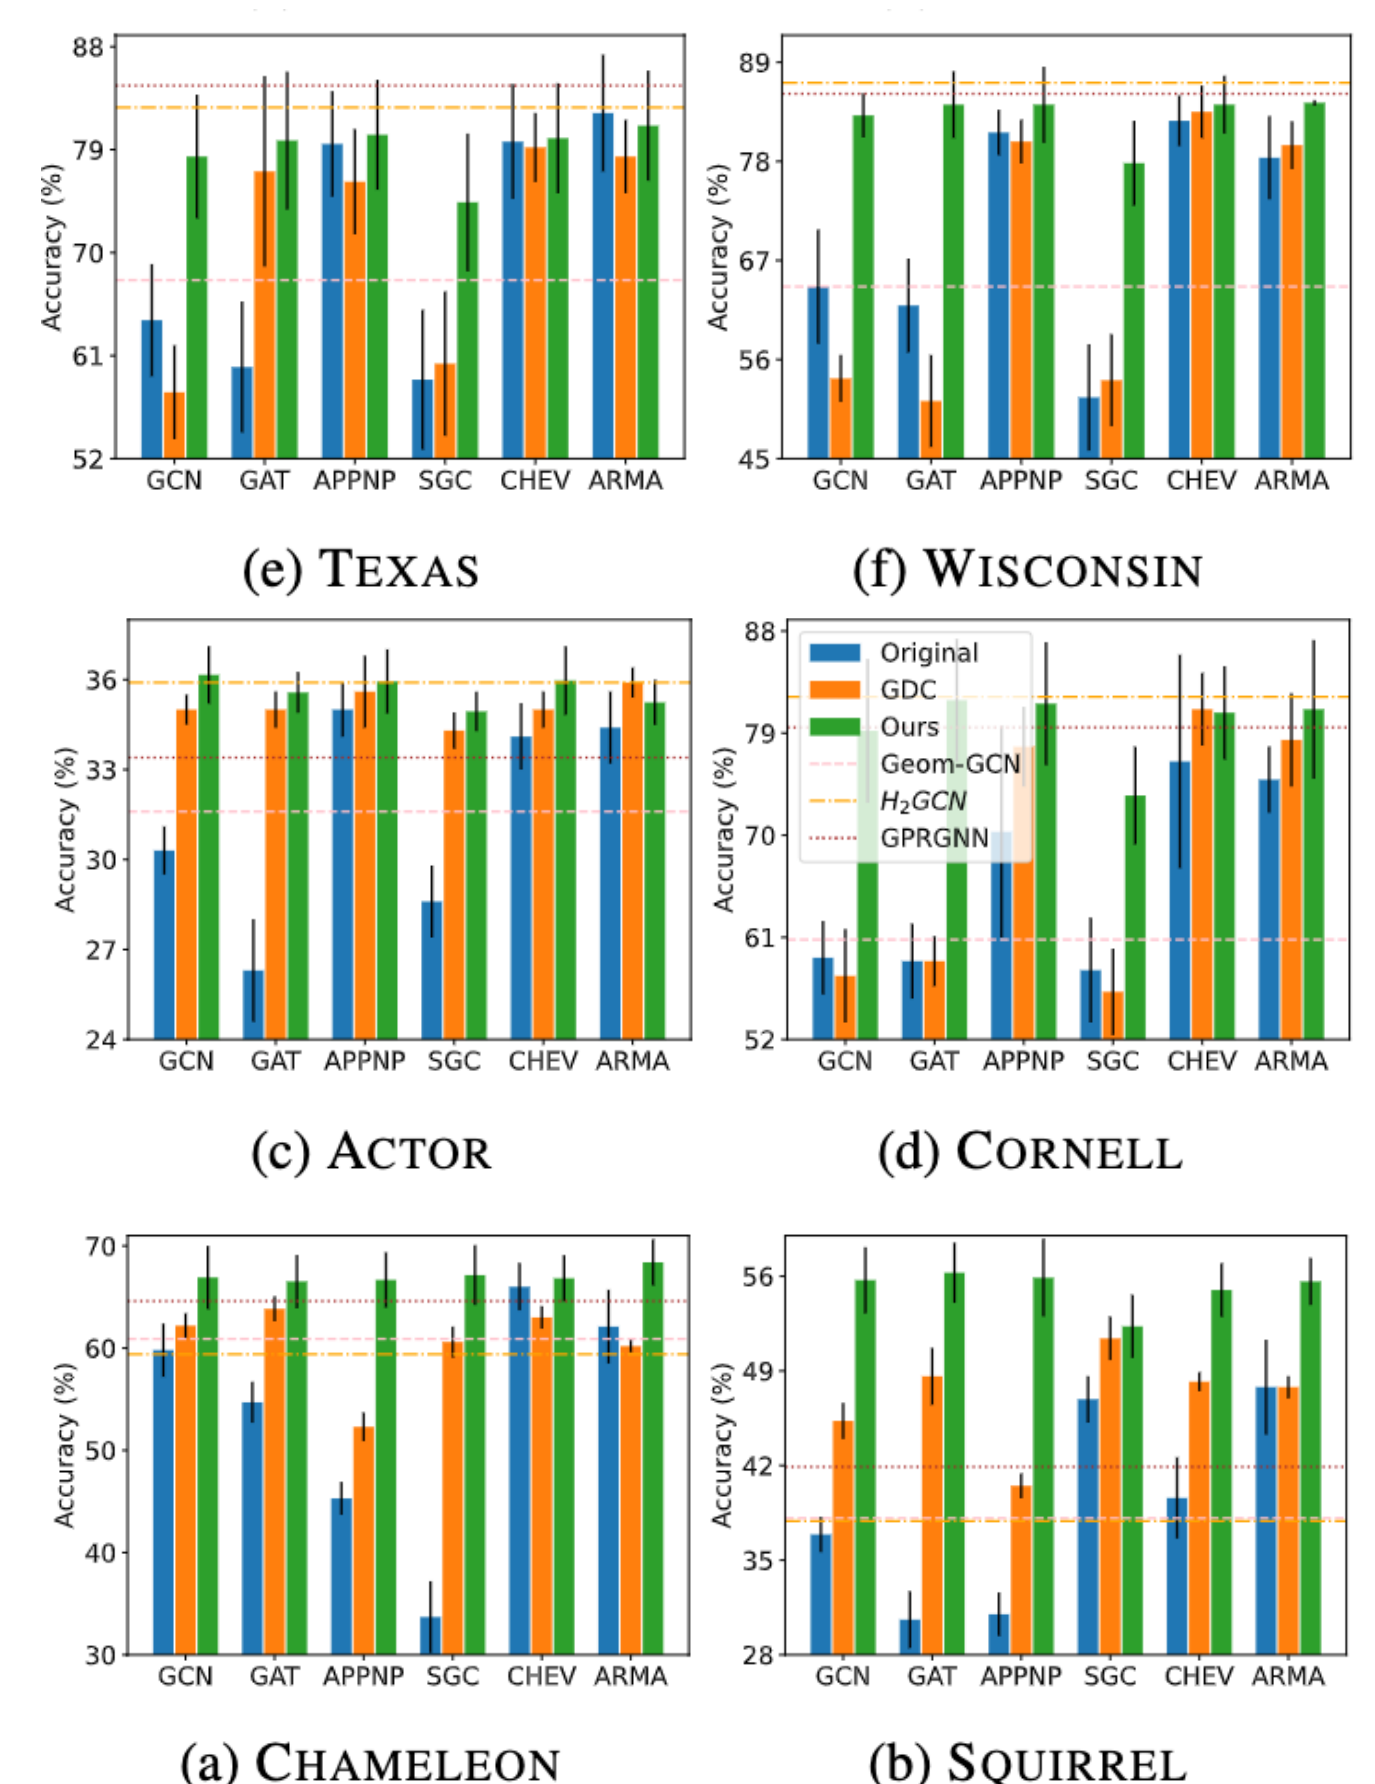 88
79
70
61
52
Accuracy (%)
GCN GAT APPNP SGC CHEV ARMA
(e) TEXAS
89
78
67
56
45
Accuracy (%)
GCN GAT APPNP SGC CHEV ARMA
(f) WISCONSIN
36
33
30
27
24
Accuracy (%)
GCN GAT APPNP SGC CHEV ARMA
(c) ACTOR
88
79
70
61
52
Accuracy (%)
Original
GDC
Ours
Geom-GCN
H₂GCN
GPRGNN
GCN GAT APPNP SGC CHEV ARMA
(d) CORNELL
70
60
50
40
30
Accuracy (%)
GCN GAT APPNP SGC CHEV ARMA
(a) CHAMELEON
56
49
42
35
28
Accuracy (%)
GCN GAT APPNP SGC CHEV ARMA
(b) SQUIRREL